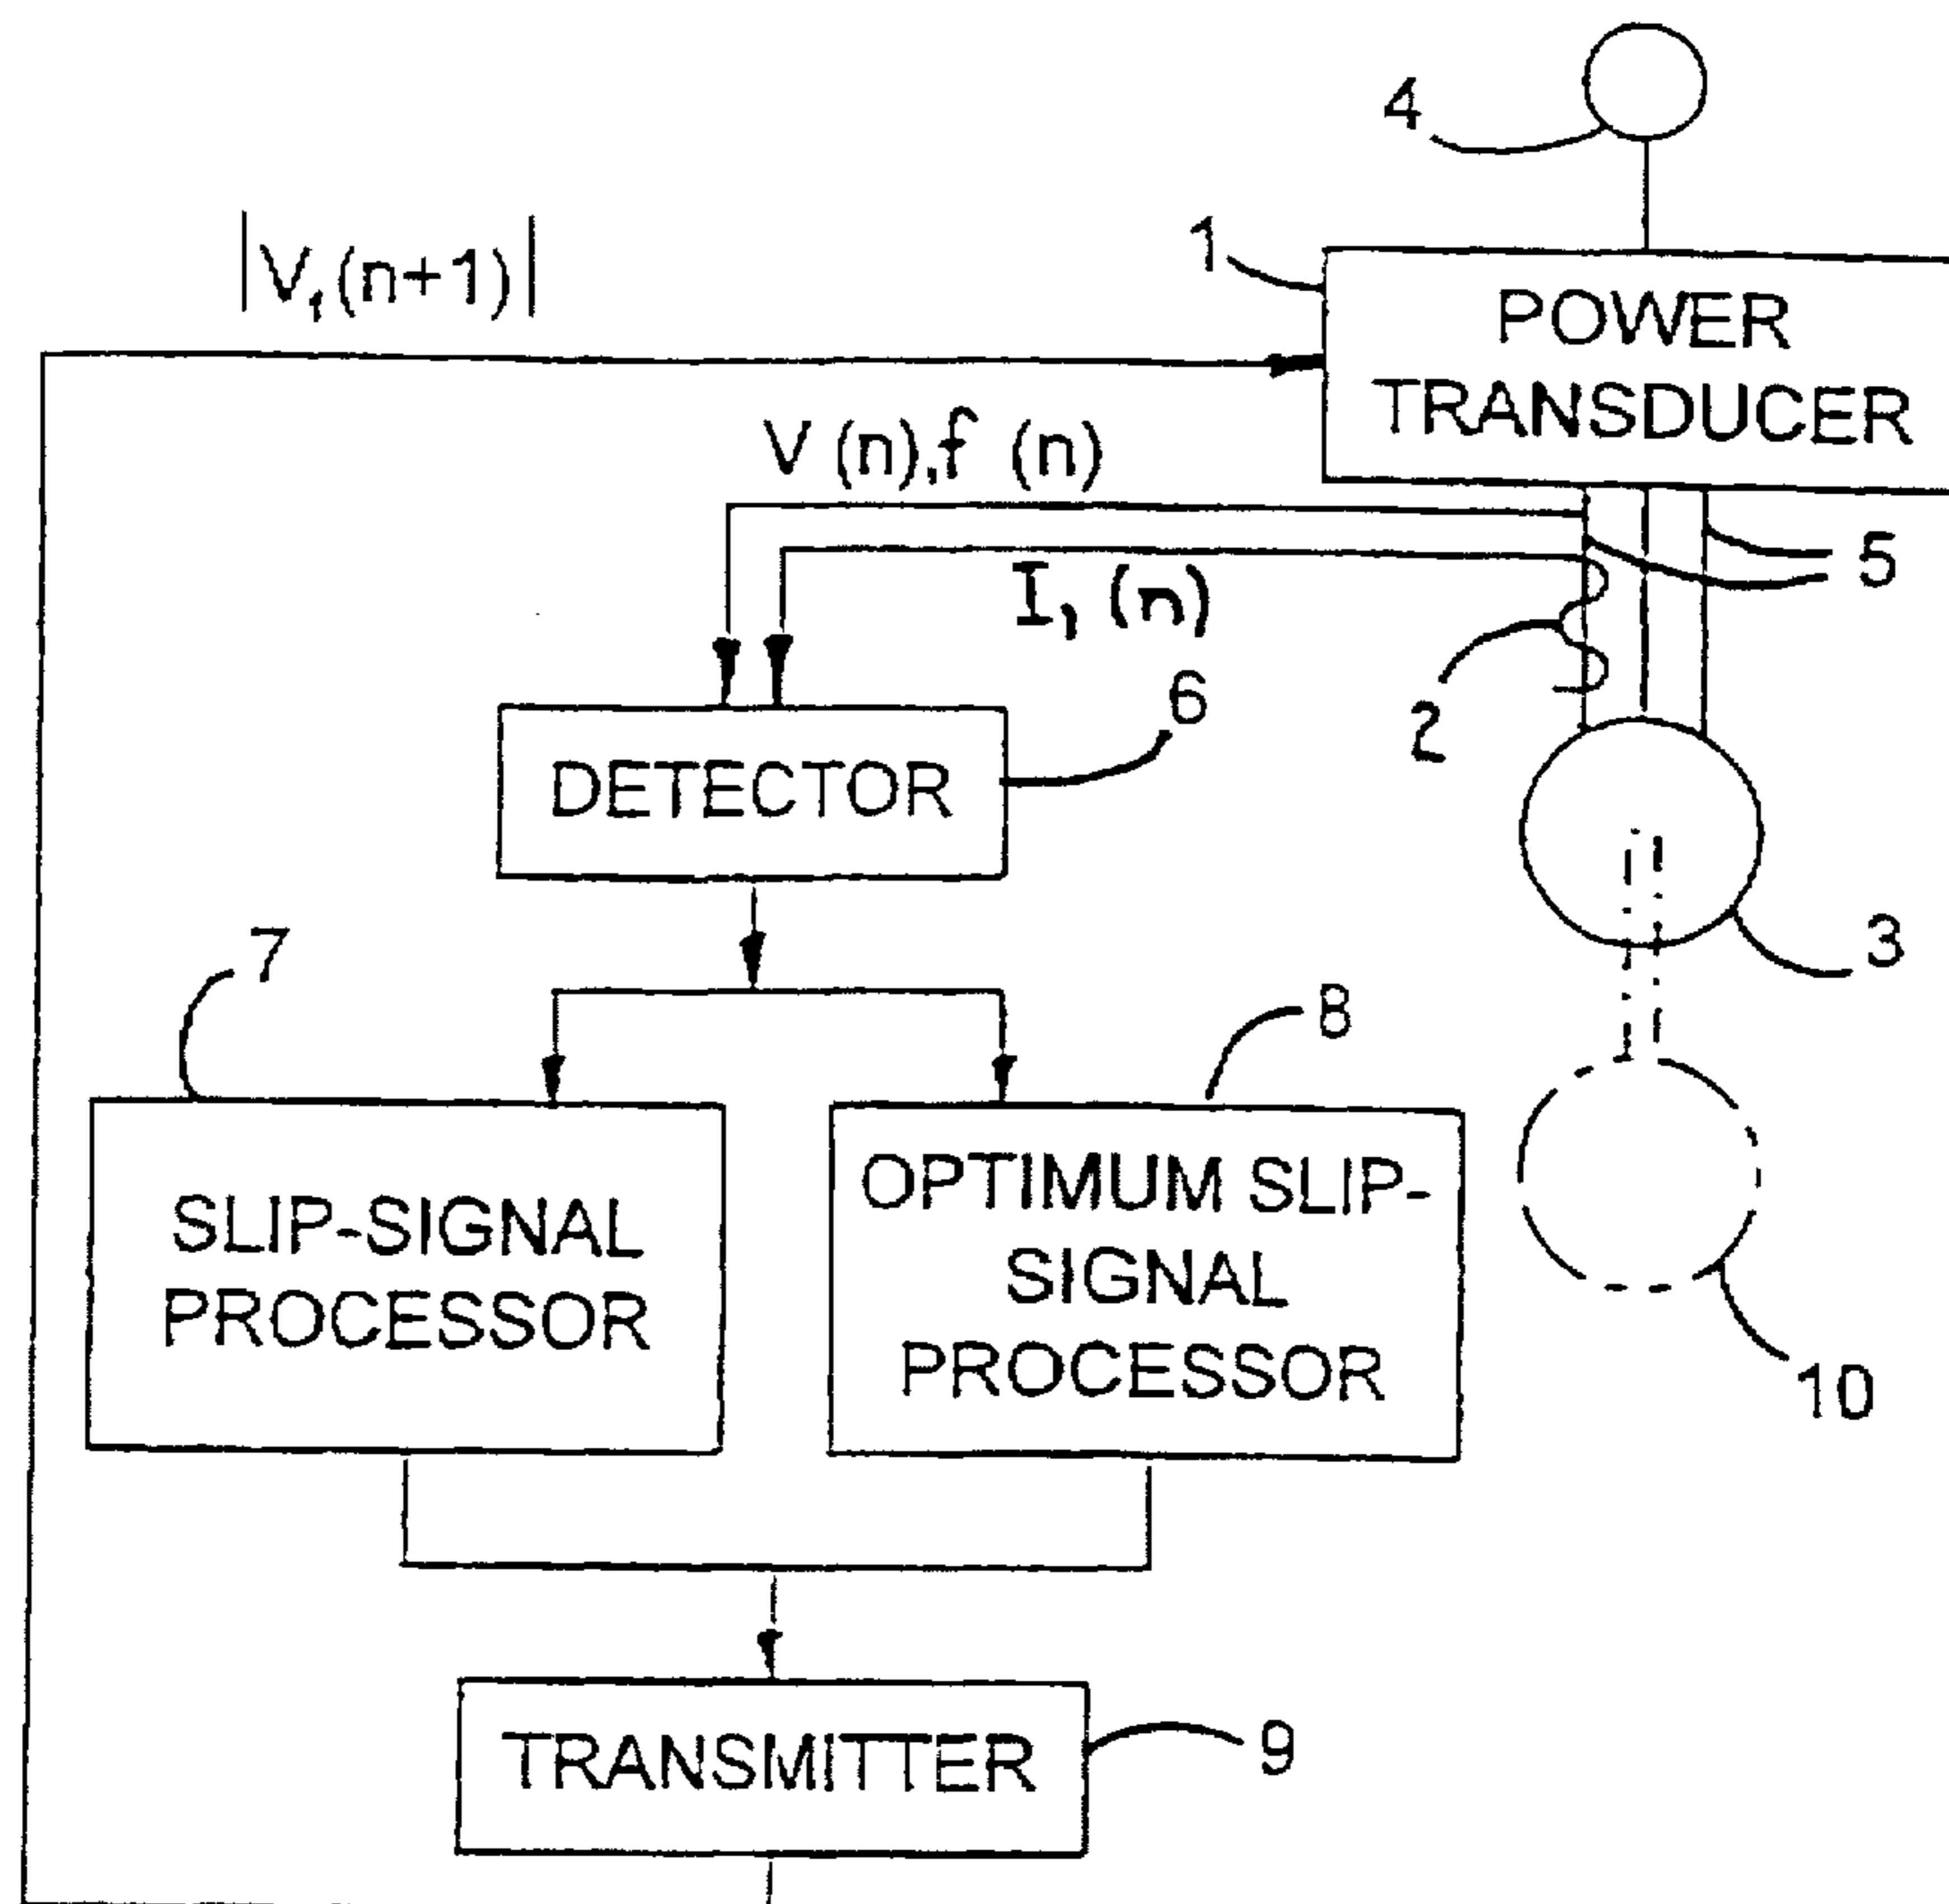 4
1
|V₁(n+1)|
POWER
TRANSDUCER
V (n),f (n)
5
I₁ (n)
2
6
DETECTOR
3
7
8
SLIP-SIGNAL
PROCESSOR
OPTIMUM SLIP-
SIGNAL
PROCESSOR
10
TRANSMITTER
9